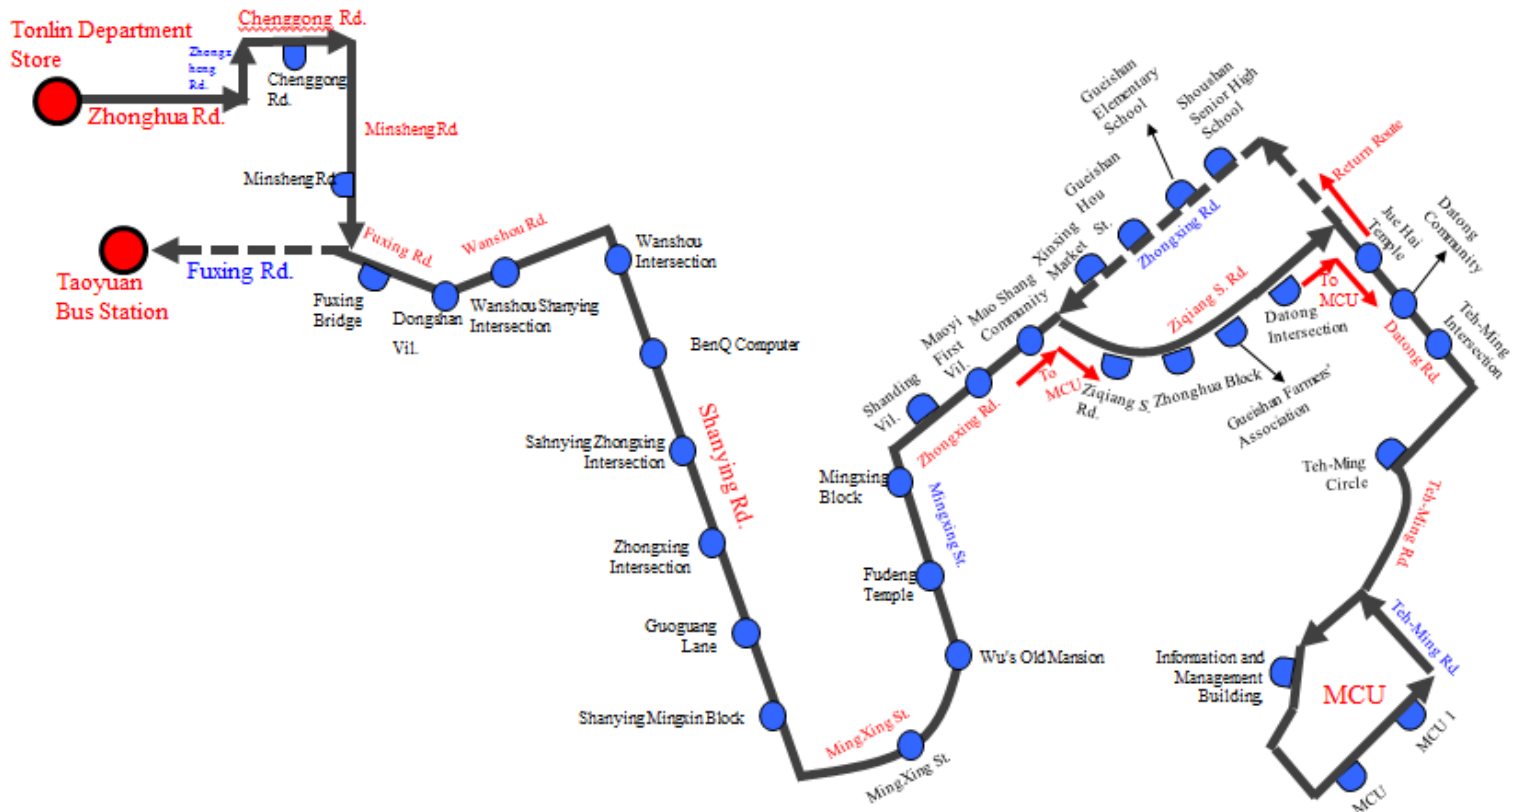 Tonlin Department
Store
Zhongz
hong
Rd.
Chenggong Rd.
Chenggong
Rd.
Zhonghua Rd.
Minsheng Rd
Minsheng Rd.
Taoyuan
Bus Station
Fuxing Rd.
Fuxing Rd.
Fuxing
Bridge
Dongshan
Vil.
Wanshou Rd.
Wanshou Shanying
Intersection
Wanshou
Intersection
BenQ Computer
Shanying Rd.
Sahnying Zhongxing
Intersection
Zhongxing
Intersection
Guoguang
Lane
Shanying Mingxin Block
MingXing St.
MingXing St.
Wu's Old Mansion
Fudeng
Temple
Mingxing St.
Mingxing
Block
Shanding
Vil.
Maoyi
First
Vil.
Mao Shang
Community
Zhongxing Rd.
Xinxing
Market
Gueishan
Hou
St.
Gueishan
Elementary
School
Shoushan
Senior High
School
Zhongxing Rd.
To
MCU
Ziqiang S.
Rd.
Zhonghua Block
Gueishan Farmers'
Association
Ziqiang S. Rd.
Datong
Intersection
To
MCU
Return Route
Jue Hai
Temple
Datong
Community
Datong Rd.
Teh-Ming
Intersection
Teh-Ming
Circle
Teh-Ming Rd.
Teh-Ming Rd.
Information and
Management
Building,
MCU
MCU 1
MCU